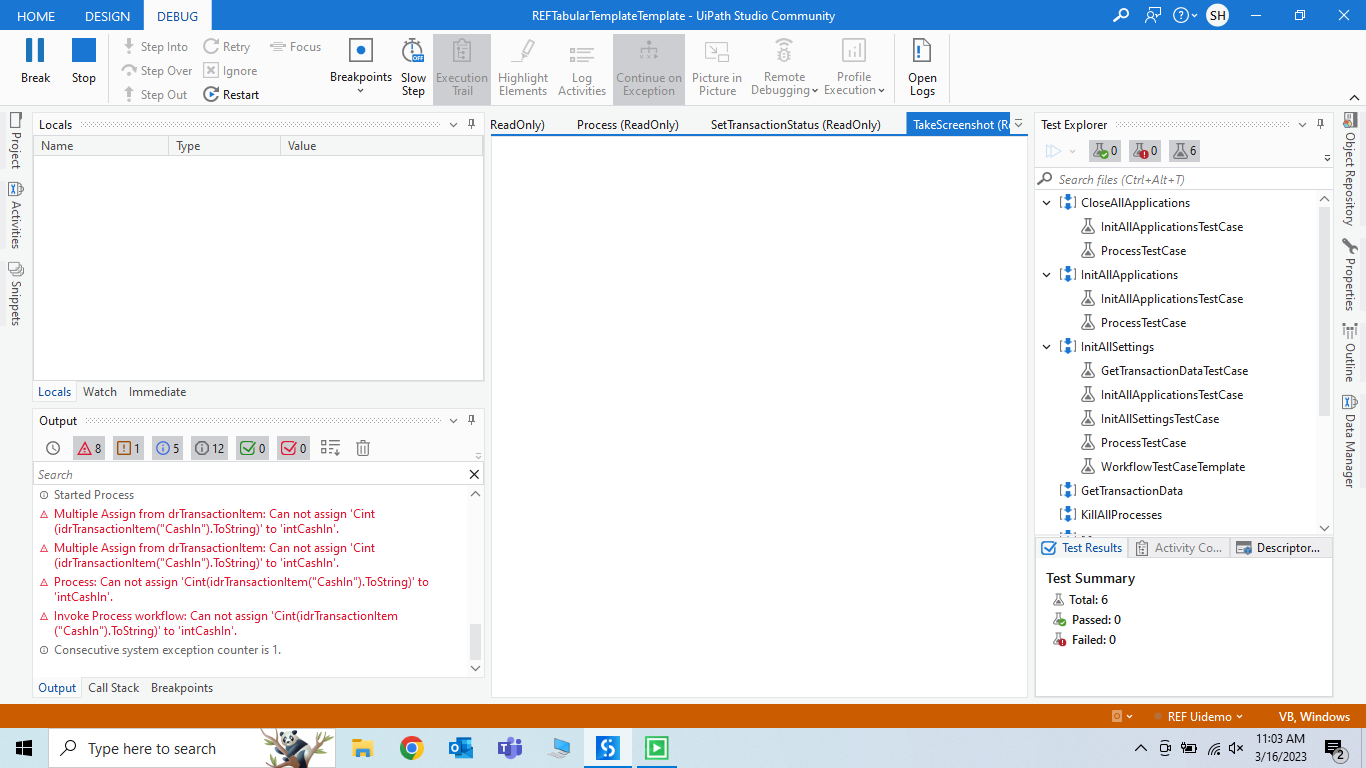 HOME DESIGN DEBUG REFTabularTemplateTemplate - UiPath Studio Community SH
Break
Stop
Step Into
Step Over
Step Out
Retry
Ignore
Restart
Focus
Breakpoints
Slow
Step
OFF
Execution
Trail
Highlight
Elements
Log
Activities
Continue on
Exception
Picture in
Picture
Remote
Debugging
Profile
Execution
Open
Logs
Project
Activities
Snippets
Locals
Name Type Value
Locals Watch Immediate
Output
8 1 5 12 0 0
Search
Started Process
Multiple Assign from drTransactionItem: Can not assign 'Cint
(idrTransactionItem("CashIn").ToString)' to 'intCashIn'.
Multiple Assign from drTransactionItem: Can not assign 'Cint
(idrTransactionItem("CashIn").ToString)' to 'intCashIn'.
Process: Can not assign 'Cint(idrTransactionItem("CashIn").ToString)' to
'intCashIn'.
Invoke Process workflow: Can not assign 'Cint(idrTransactionItem
("CashIn").ToString)' to 'intCashIn'.
Consecutive system exception counter is 1.
Output Call Stack Breakpoints
ReadOnly) Process (ReadOnly) SetTransactionStatus (ReadOnly) TakeScreenshot (R
Test Explorer
0 0 6
Search files (Ctrl+Alt+T)
CloseAllApplications
InitAllApplicationsTestCase
ProcessTestCase
InitAllApplications
InitAllApplicationsTestCase
ProcessTestCase
InitAllSettings
GetTransactionDataTestCase
InitAllApplicationsTestCase
InitAllSettingsTestCase
ProcessTestCase
WorkflowTestCaseTemplate
GetTransactionData
KillAllProcesses
Test Results Activity Co... Descriptor...
Test Summary
Total: 6
Passed: 0
Failed: 0
Object Repository
Properties
Outline
Data Manager
REF Uidemo VB, Windows
Type here to search
11:03 AM
3/16/2023
2